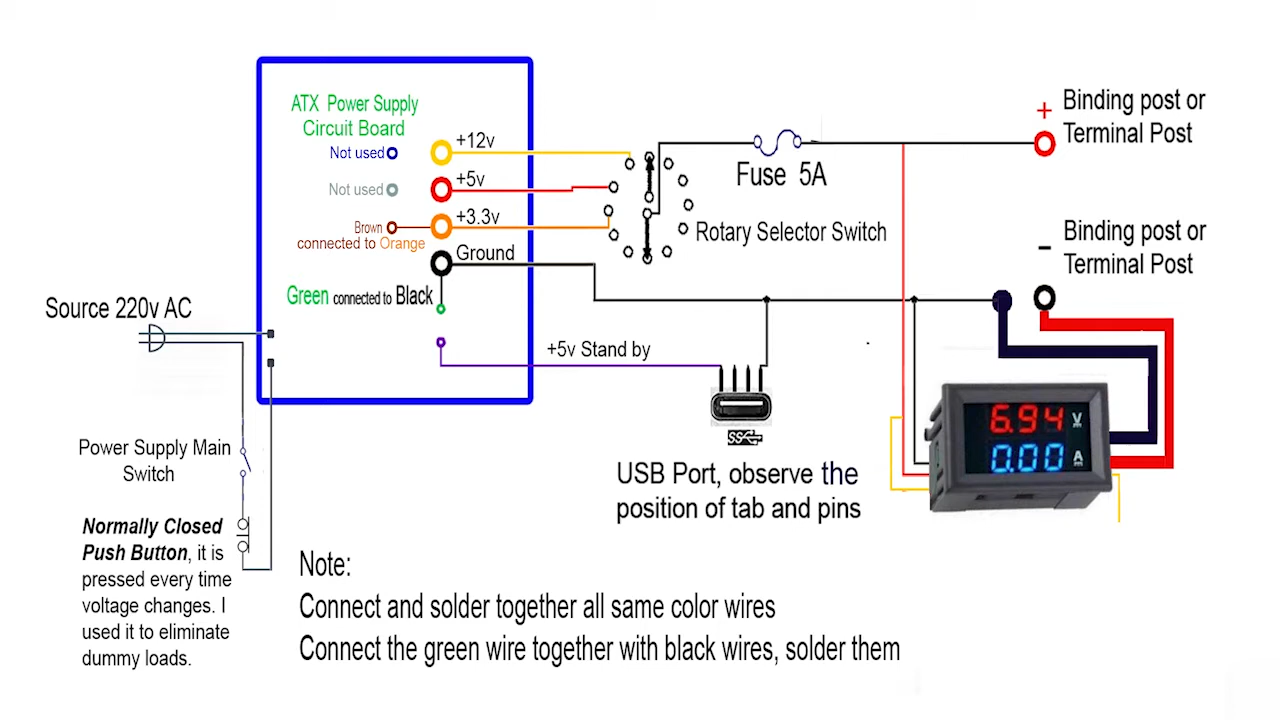 ATX Power Supply
Circuit Board
Not used
+12v
Not used
+5v
Brown
connected to Orange
+3.3v
Ground
Green connected to Black
+5v Stand by
Source 220v AC
Power Supply Main
Switch
Normally Closed
Push Button, it is
pressed every time
voltage changes. I
used it to eliminate
dummy loads.
Fuse 5A
Rotary Selector Switch
+
Binding post or
Terminal Post
–
Binding post or
Terminal Post
6.94 V
0.00 A
SS
USB Port, observe the
position of tab and pins
Note:
Connect and solder together all same color wires
Connect the green wire together with black wires, solder them